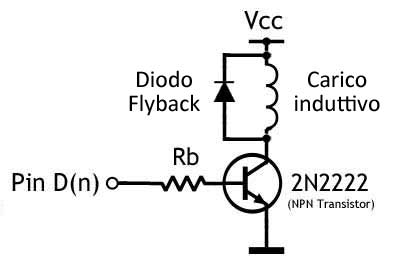 Vcc
Diodo
Flyback
Carico
induttivo
Rb
Pin D(n)
2N2222
(NPN Transistor)